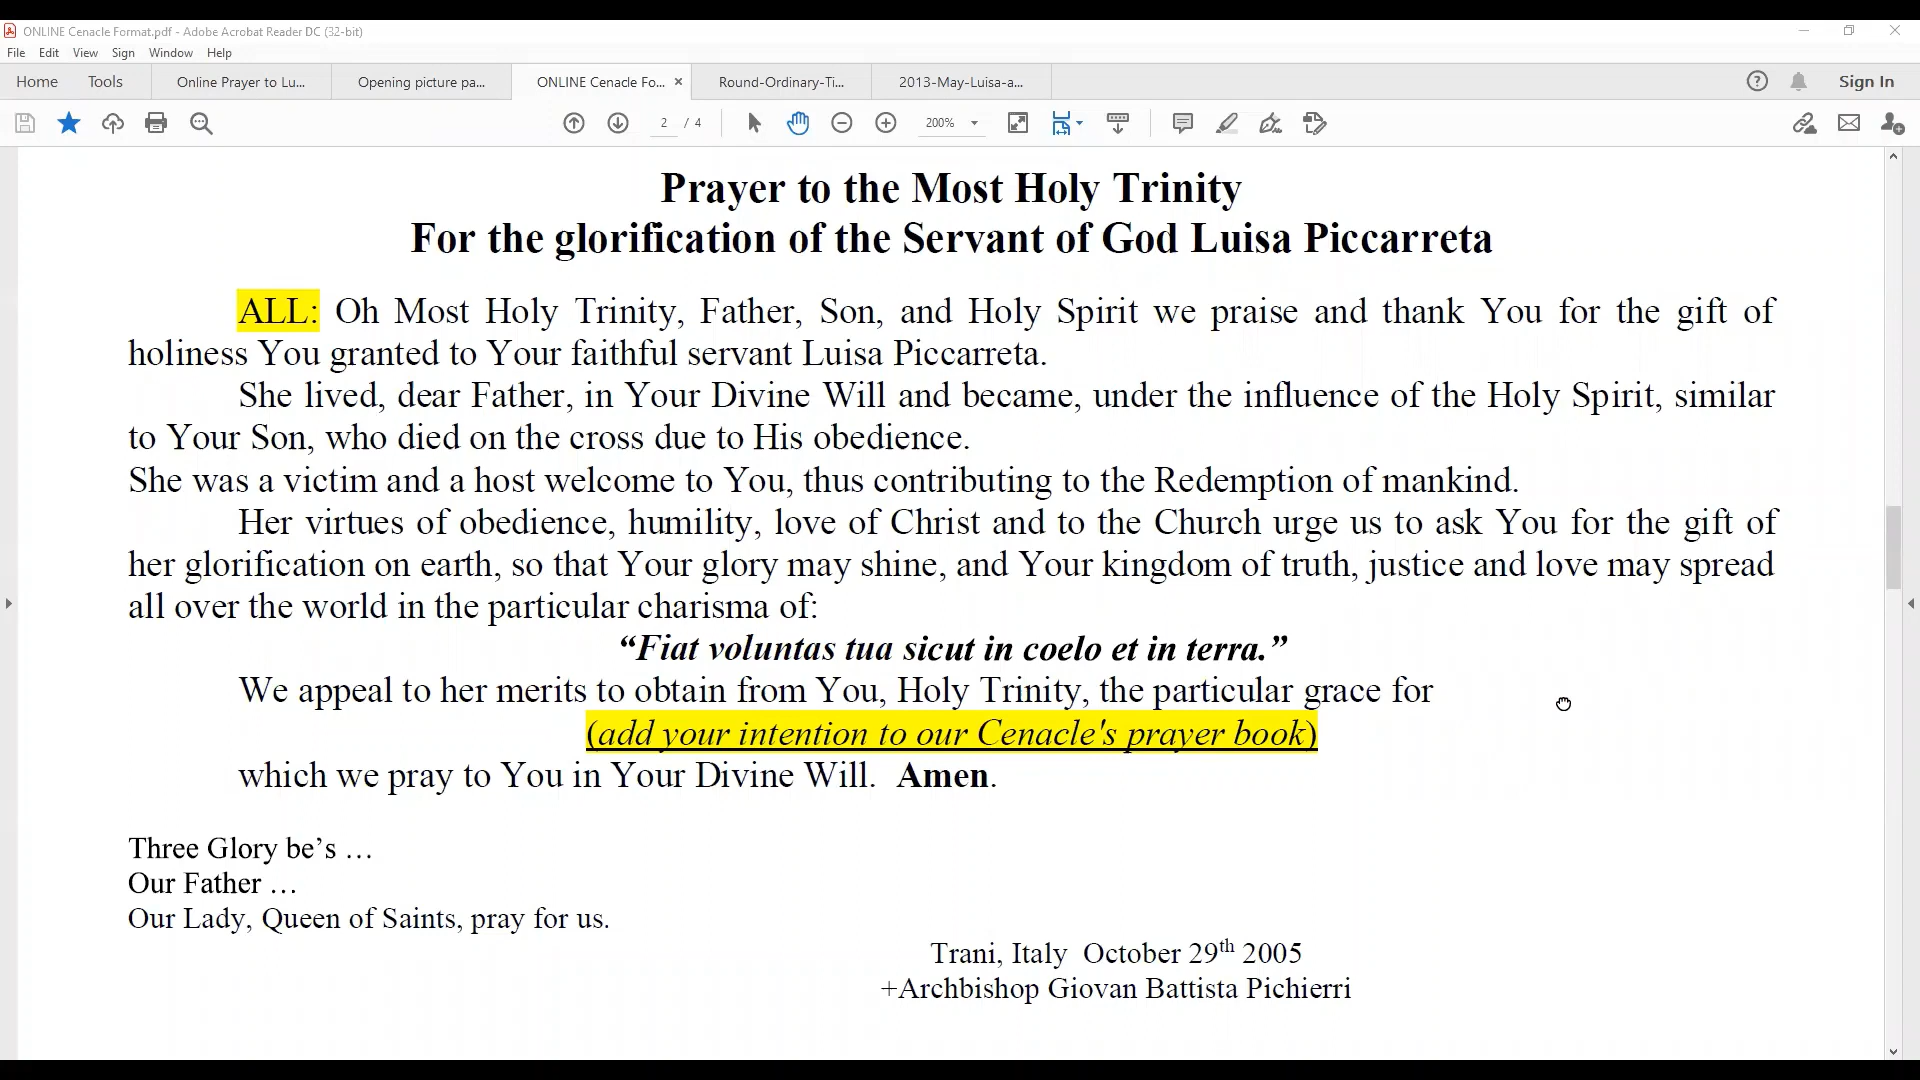 ONLINE Cenacle Format.pdf - Adobe Acrobat Reader DC (32-bit)
File Edit View Sign Window Help
Home Tools Online Prayer to Lu... Opening picture pa... ONLINE Cenacle Fo... × Round-Ordinary-Ti... 2013-May-Luisa-a... Sign In
2 / 4 200%
Prayer to the Most Holy Trinity
For the glorification of the Servant of God Luisa Piccarreta
ALL: Oh Most Holy Trinity, Father, Son, and Holy Spirit we praise and thank You for the gift of
holiness You granted to Your faithful servant Luisa Piccarreta.
She lived, dear Father, in Your Divine Will and became, under the influence of the Holy Spirit, similar
to Your Son, who died on the cross due to His obedience.
She was a victim and a host welcome to You, thus contributing to the Redemption of mankind.
Her virtues of obedience, humility, love of Christ and to the Church urge us to ask You for the gift of
her glorification on earth, so that Your glory may shine, and Your kingdom of truth, justice and love may spread
all over the world in the particular charisma of:
“Fiat voluntas tua sicut in coelo et in terra.”
We appeal to her merits to obtain from You, Holy Trinity, the particular grace for
(add your intention to our Cenacle's prayer book)
which we pray to You in Your Divine Will. Amen.
Three Glory be’s …
Our Father …
Our Lady, Queen of Saints, pray for us.
Trani, Italy October 29th 2005
+Archbishop Giovan Battista Pichierri